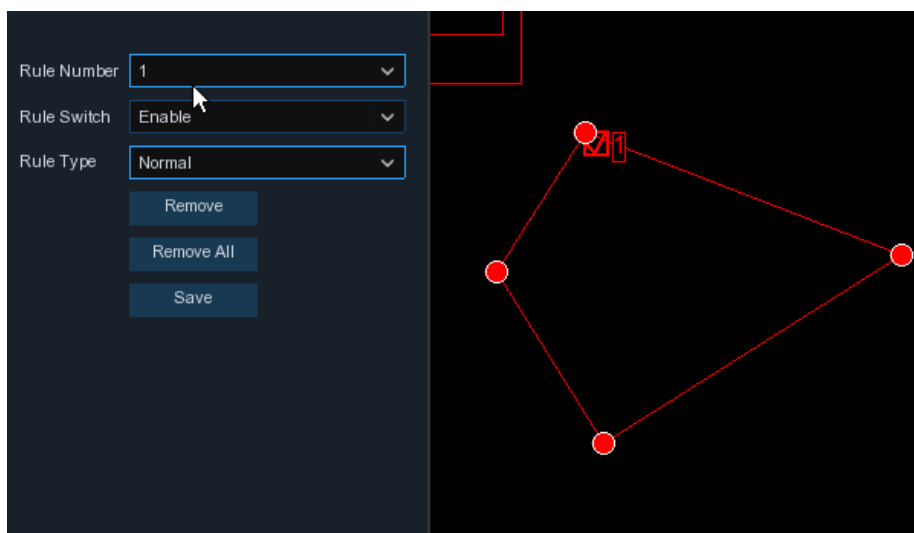 Rule Number 1
Rule Switch Enable
Rule Type Normal
Remove
Remove All
Save
1